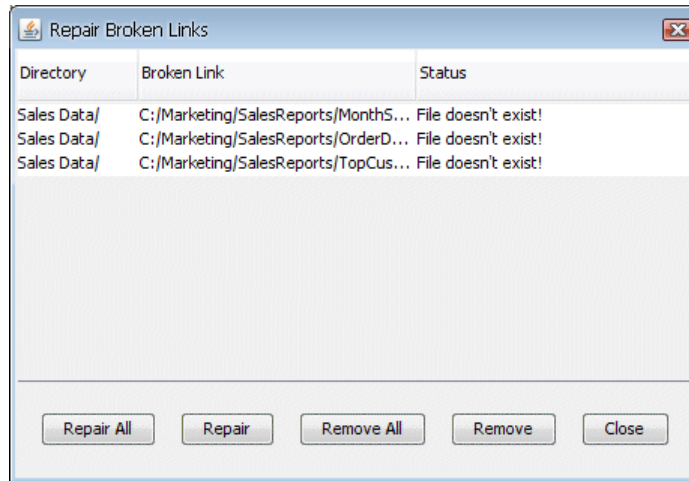 Repair Broken Links
Directory Broken Link Status
Sales Data/ C:/Marketing/SalesReports/MonthS... File doesn't exist!
Sales Data/ C:/Marketing/SalesReports/OrderD... File doesn't exist!
Sales Data/ C:/Marketing/SalesReports/TopCus... File doesn't exist!
Repair All Repair Remove All Remove Close